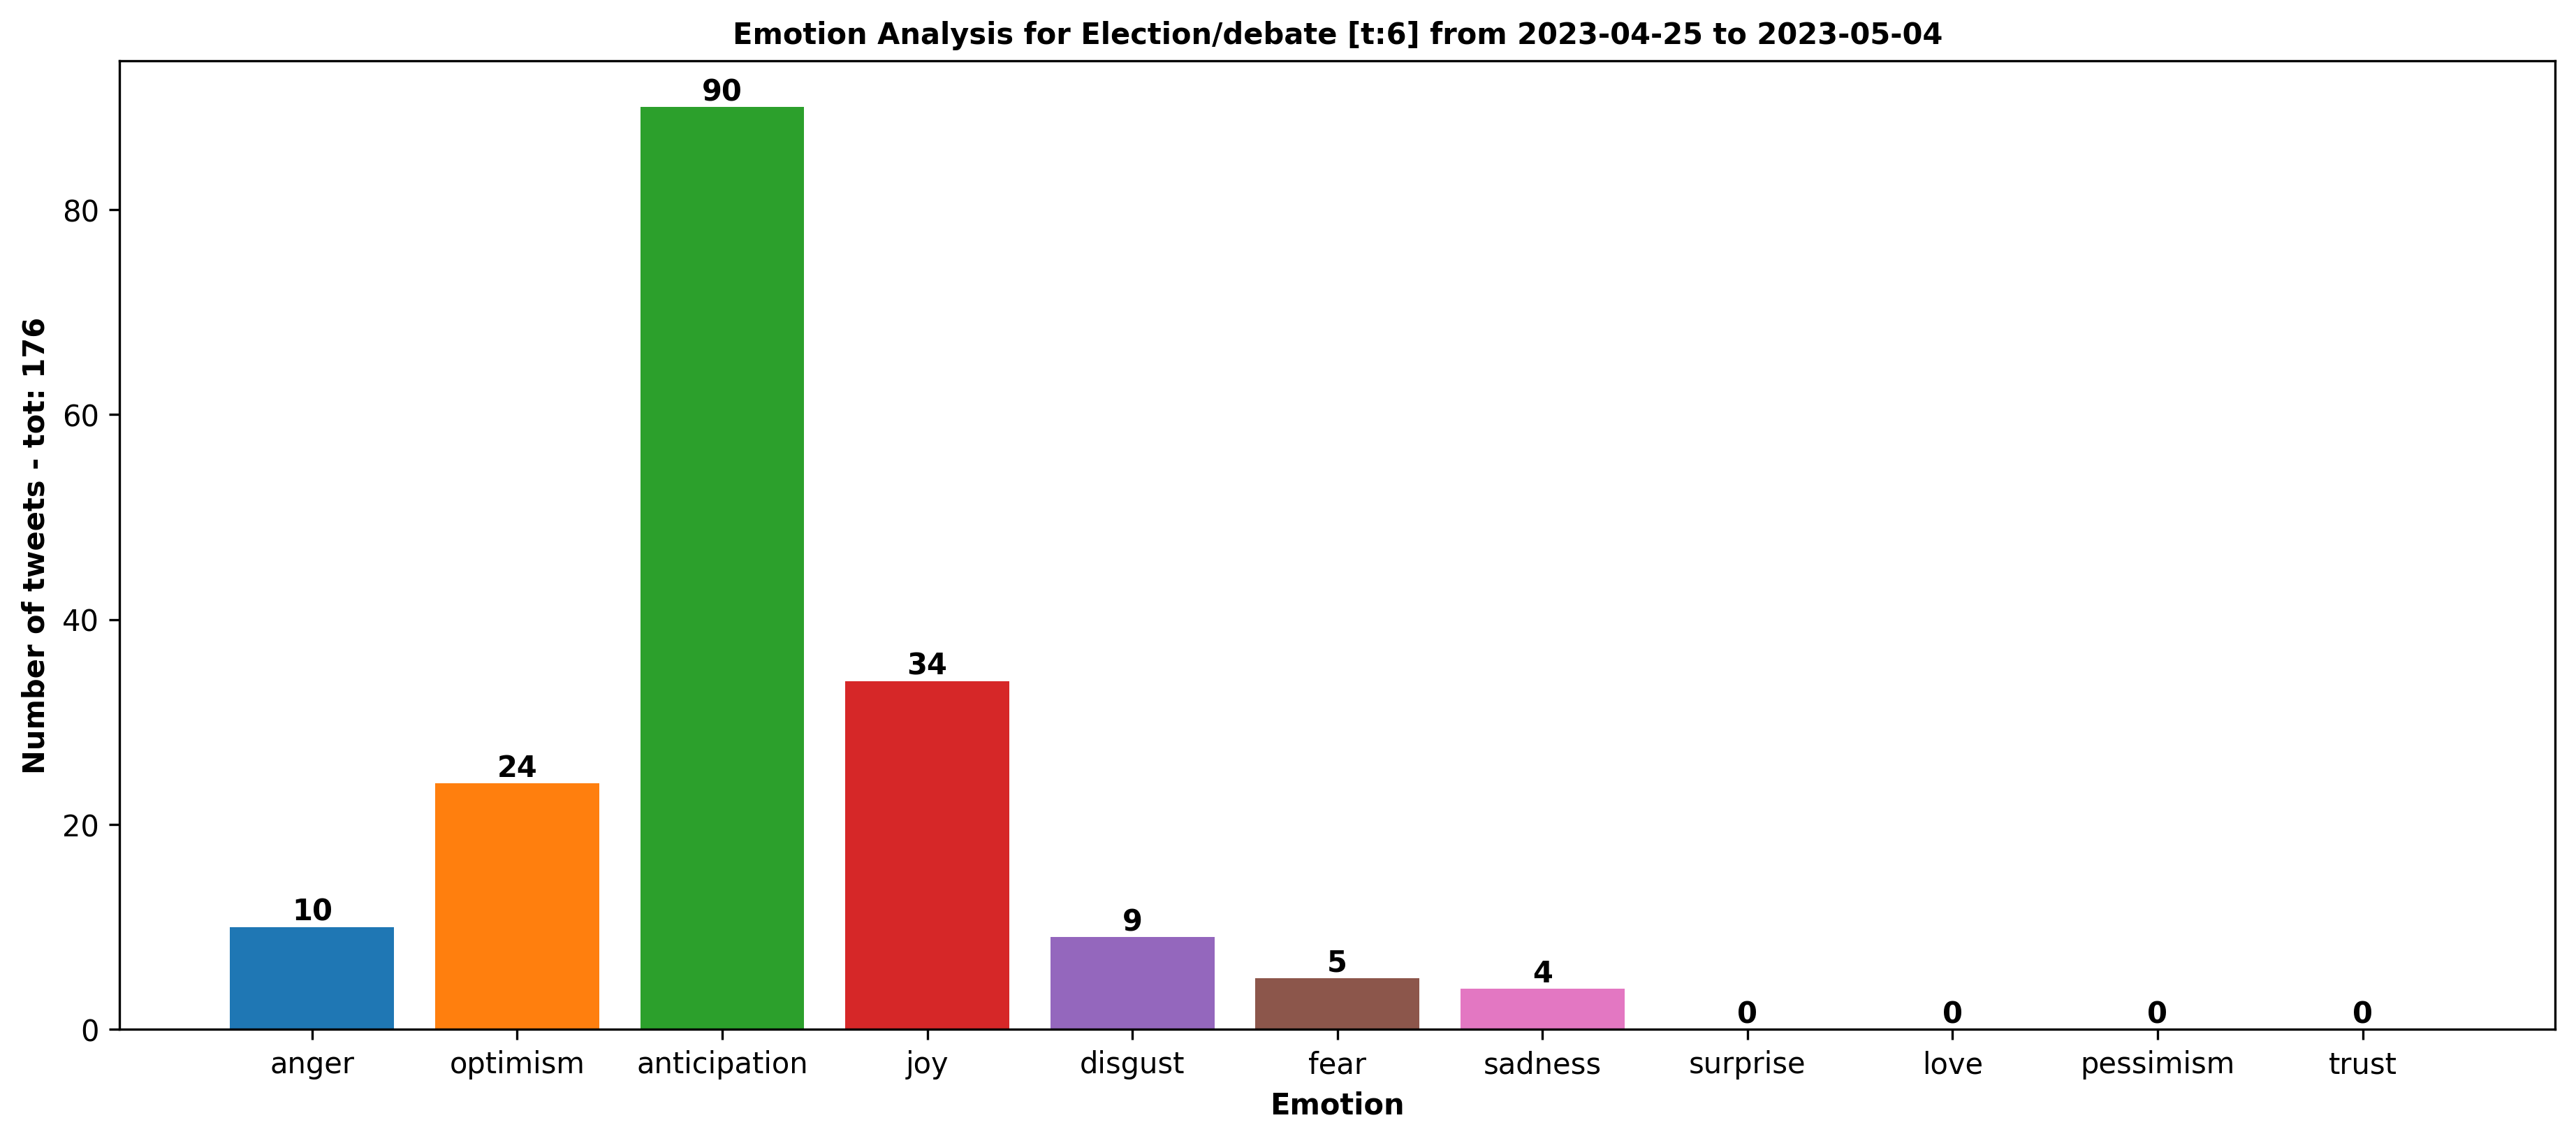 Emotion Analysis for Election/debate [t:6] from 2023-04-25 to 2023-05-04
Number of tweets - tot: 176
80
60
40
20
0
10
24
90
34
9
5
4
0
0
0
0
anger
optimism
anticipation
joy
disgust
fear
sadness
surprise
love
pessimism
trust
Emotion